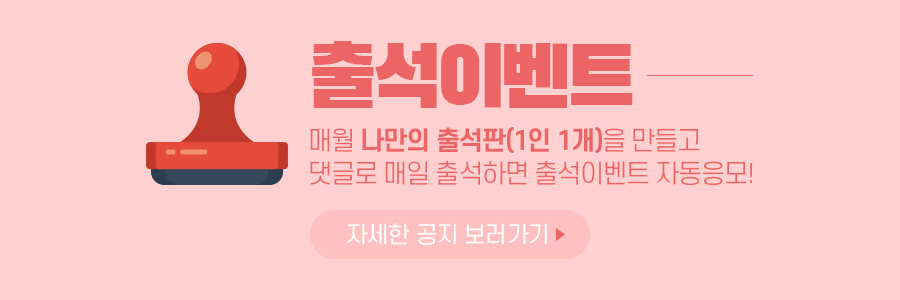 출석이벤트
매월 나만의 출석판(1인 1개)을 만들고
댓글로 매일 출석하면 출석이벤트 자동응모!
자세한 공지 보러가기